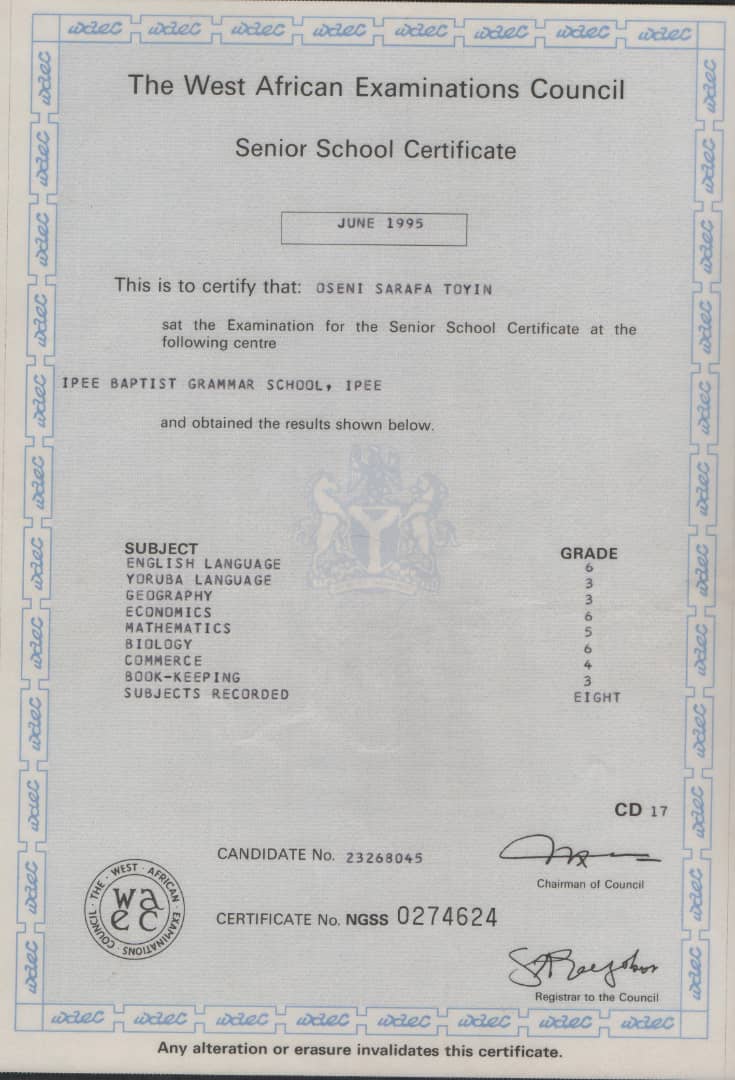 waec waec waec waec waec waec waec waec
The West African Examinations Council
Senior School Certificate
JUNE 1995
This is to certify that: OSENI SARAFA TOYIN
sat the Examination for the Senior School Certificate at the
following centre
IPEE BAPTIST GRAMMAR SCHOOL, IPEE
and obtained the results shown below.
SUBJECT GRADE
ENGLISH LANGUAGE 6
YORUBA LANGUAGE 3
GEOGRAPHY 3
ECONOMICS 6
MATHEMATICS 5
BIOLOGY 6
COMMERCE 4
BOOK-KEEPING 3
SUBJECTS RECORDED EIGHT
CD 17
CANDIDATE No. 23268045
Chairman of Council
THE · WEST · AFRICAN · EXAMINATIONS · COUNCIL
wa
ec
CERTIFICATE No. NGSS 0274624
Registrar to the Council
waec waec waec waec waec waec waec waec
Any alteration or erasure invalidates this certificate.